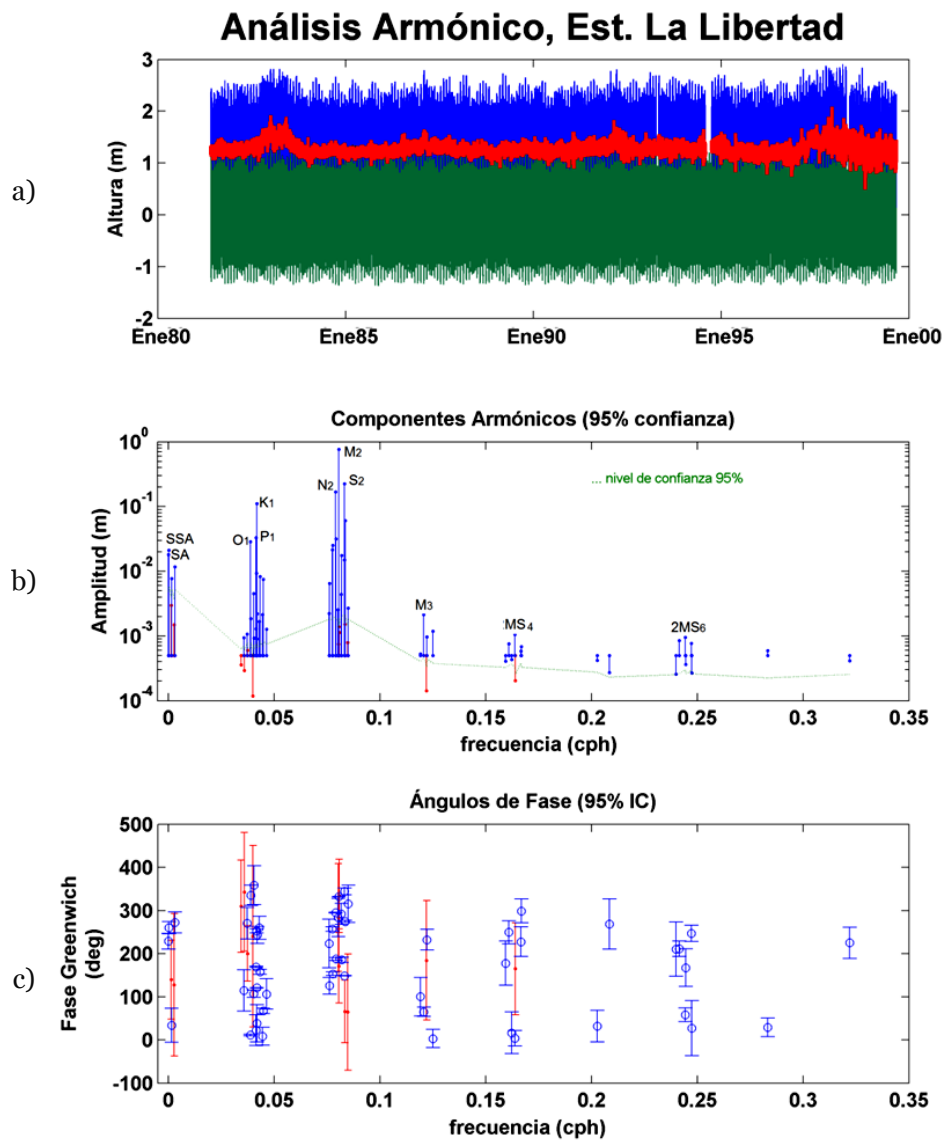 Análisis Armónico, Est. La Libertad
a)
Altura (m)
3
2
1
0
-1
-2
Ene80
Ene85
Ene90
Ene95
Ene00
b)
Componentes Armónicos (95% confianza)
Amplitud (m)
10^0
10^-1
10^-2
10^-3
10^-4
M2
N2
S2
... nivel de confianza 95%
K1
O1
P1
SSA
SA
M3
2MS4
2MS6
0
0.05
0.1
0.15
0.2
0.25
0.3
0.35
frecuencia (cph)
c)
Ángulos de Fase (95% IC)
Fase Greenwich
(deg)
500
400
300
200
100
0
-100
0
0.05
0.1
0.15
0.2
0.25
0.3
0.35
frecuencia (cph)